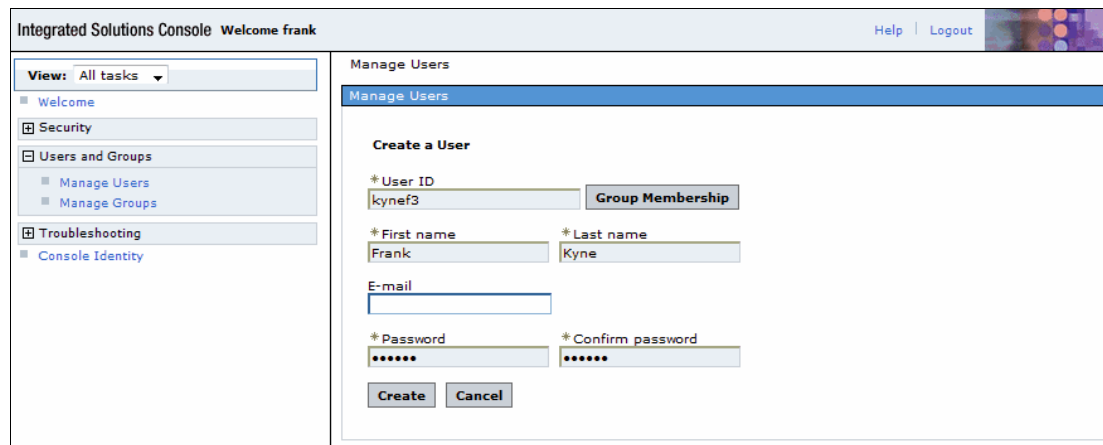 Integrated Solutions Console Welcome frank
Help Logout
View: All tasks
Welcome
Security
Users and Groups
Manage Users
Manage Groups
Troubleshooting
Console Identity
Manage Users
Manage Users
Create a User
*User ID
kynef3 Group Membership
*First name *Last name
Frank Kyne
E-mail
*Password *Confirm password
•••••• ••••••
Create Cancel